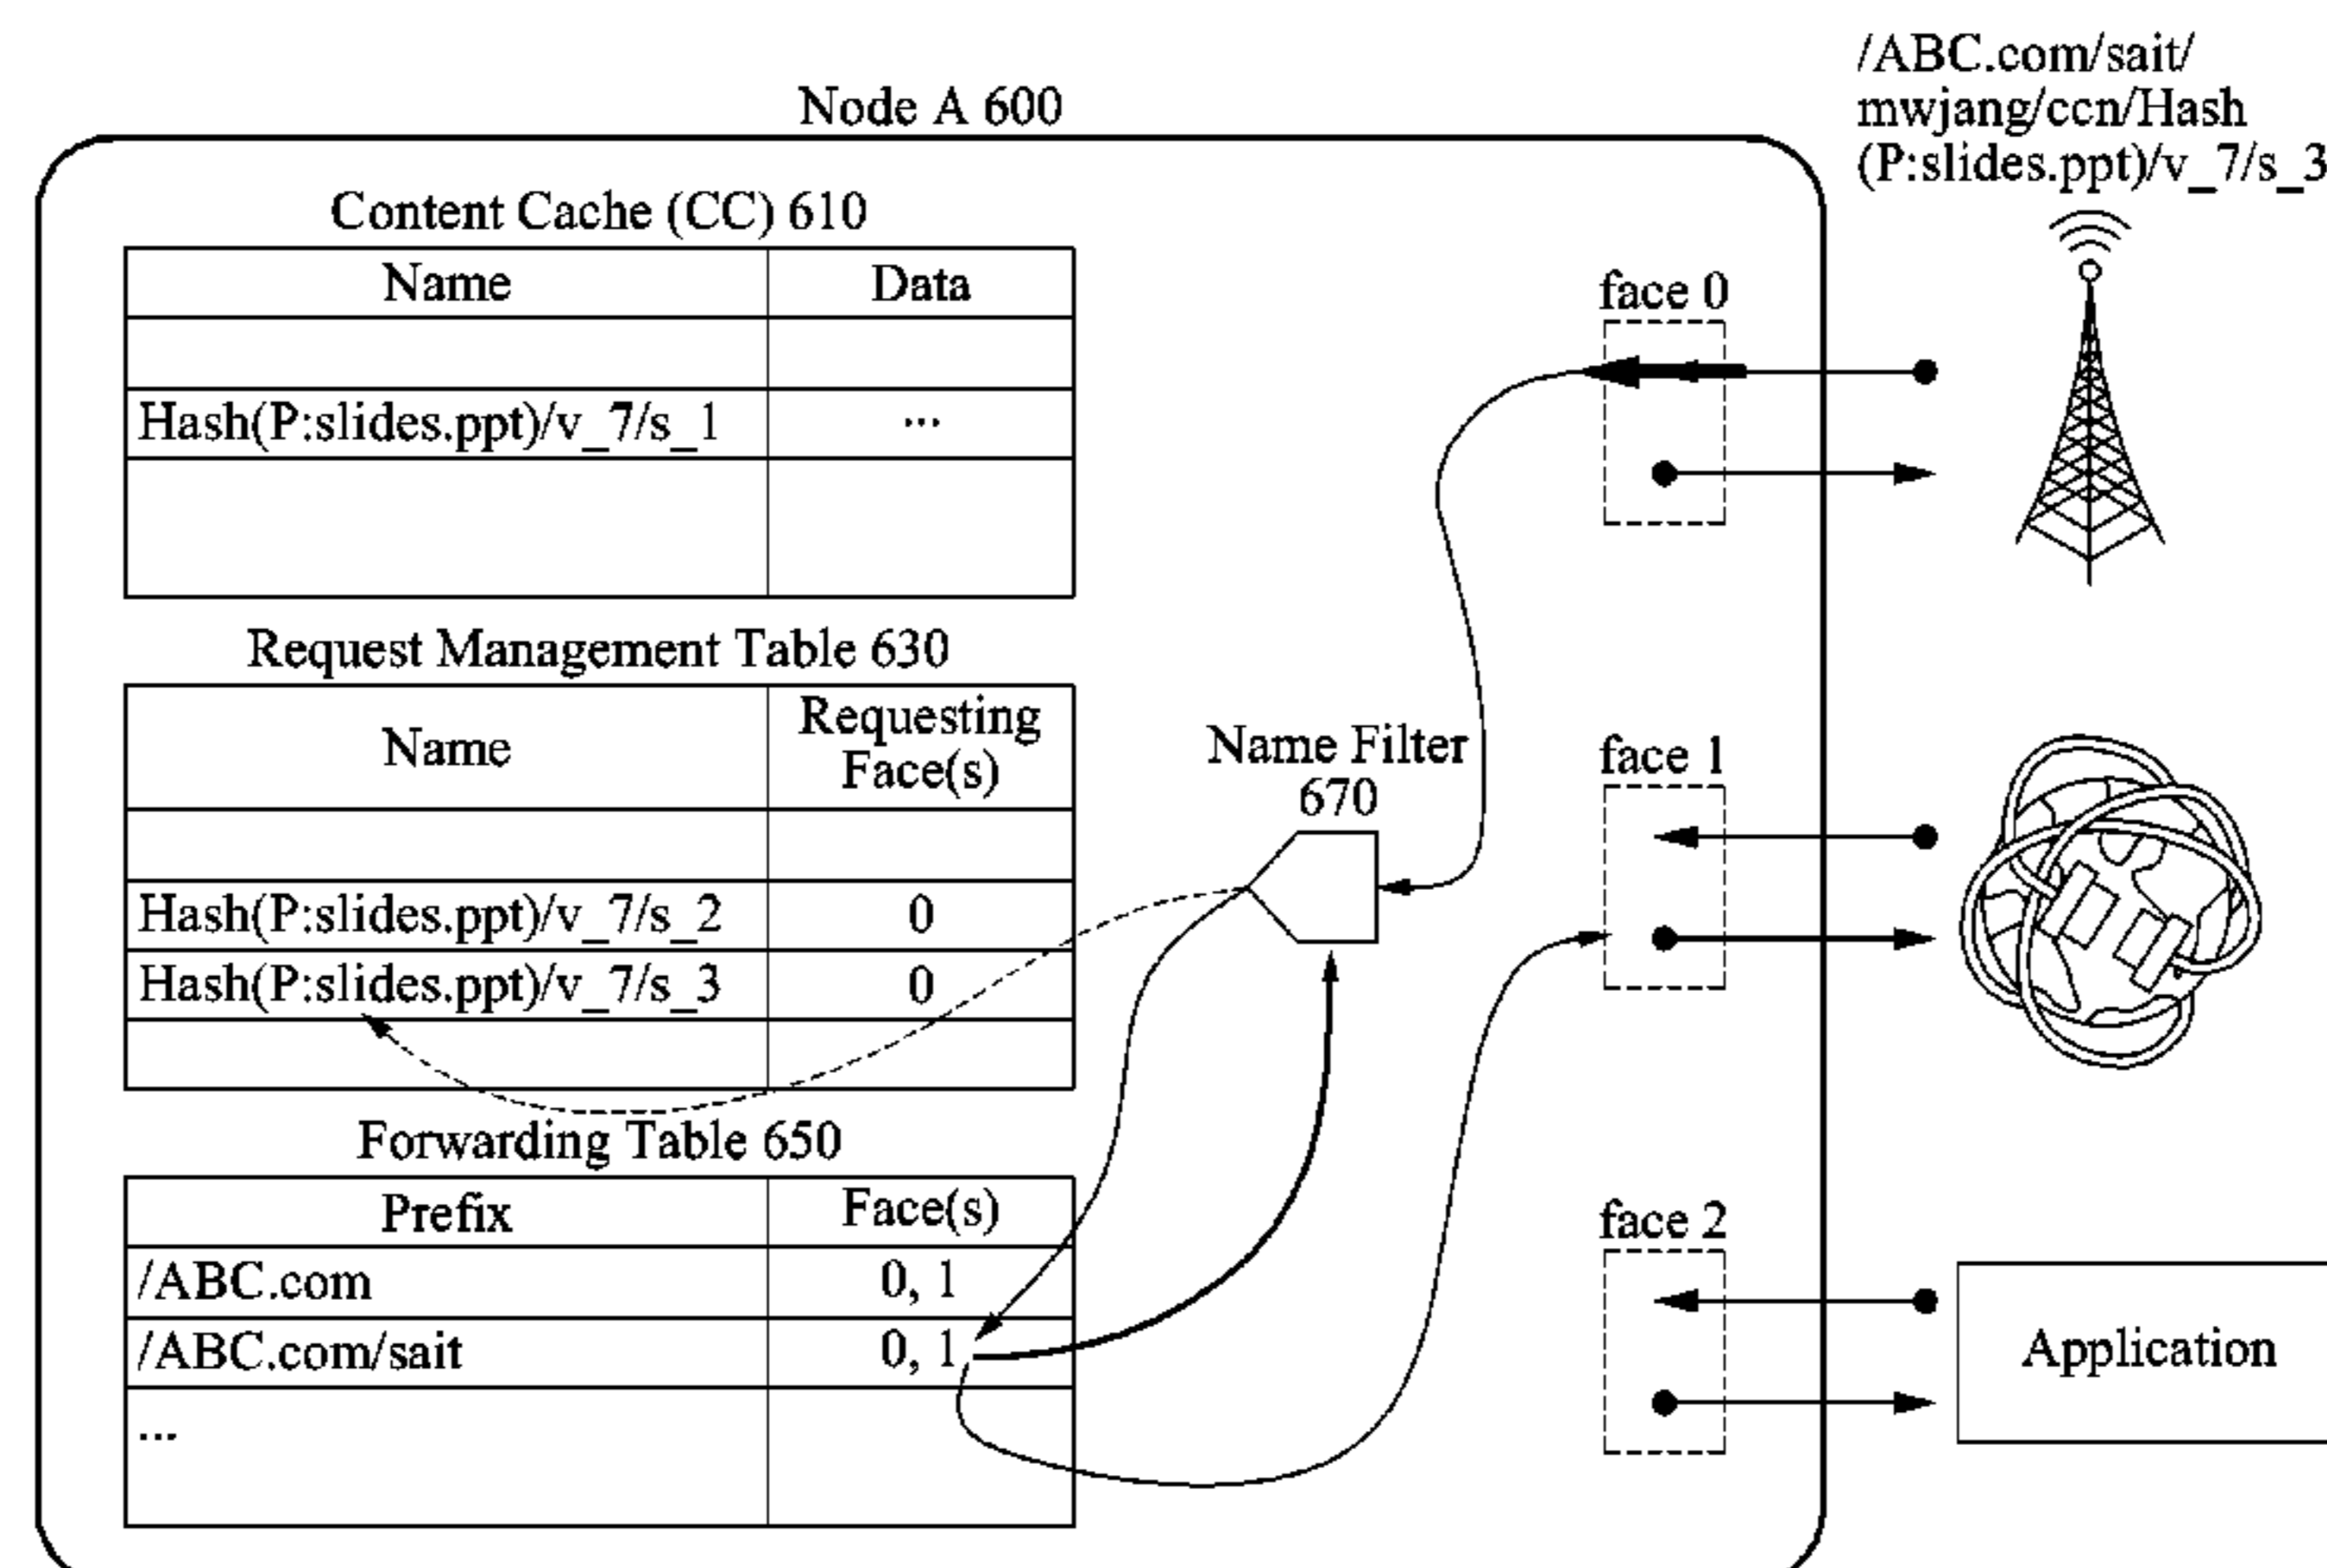 /ABC.com/sait/
mwjang/ccn/Hash
(P:slides.ppt)/v_7/s_3
Node A 600
Content Cache (CC) 610
Name Data
Hash(P:slides.ppt)/v_7/s_1 ...
Request Management Table 630
Name Requesting
Face(s)
Hash(P:slides.ppt)/v_7/s_2 0
Hash(P:slides.ppt)/v_7/s_3 0
Forwarding Table 650
Prefix Face(s)
/ABC.com 0, 1
/ABC.com/sait 0, 1
...
Name Filter
670
face 0
face 1
face 2
Application